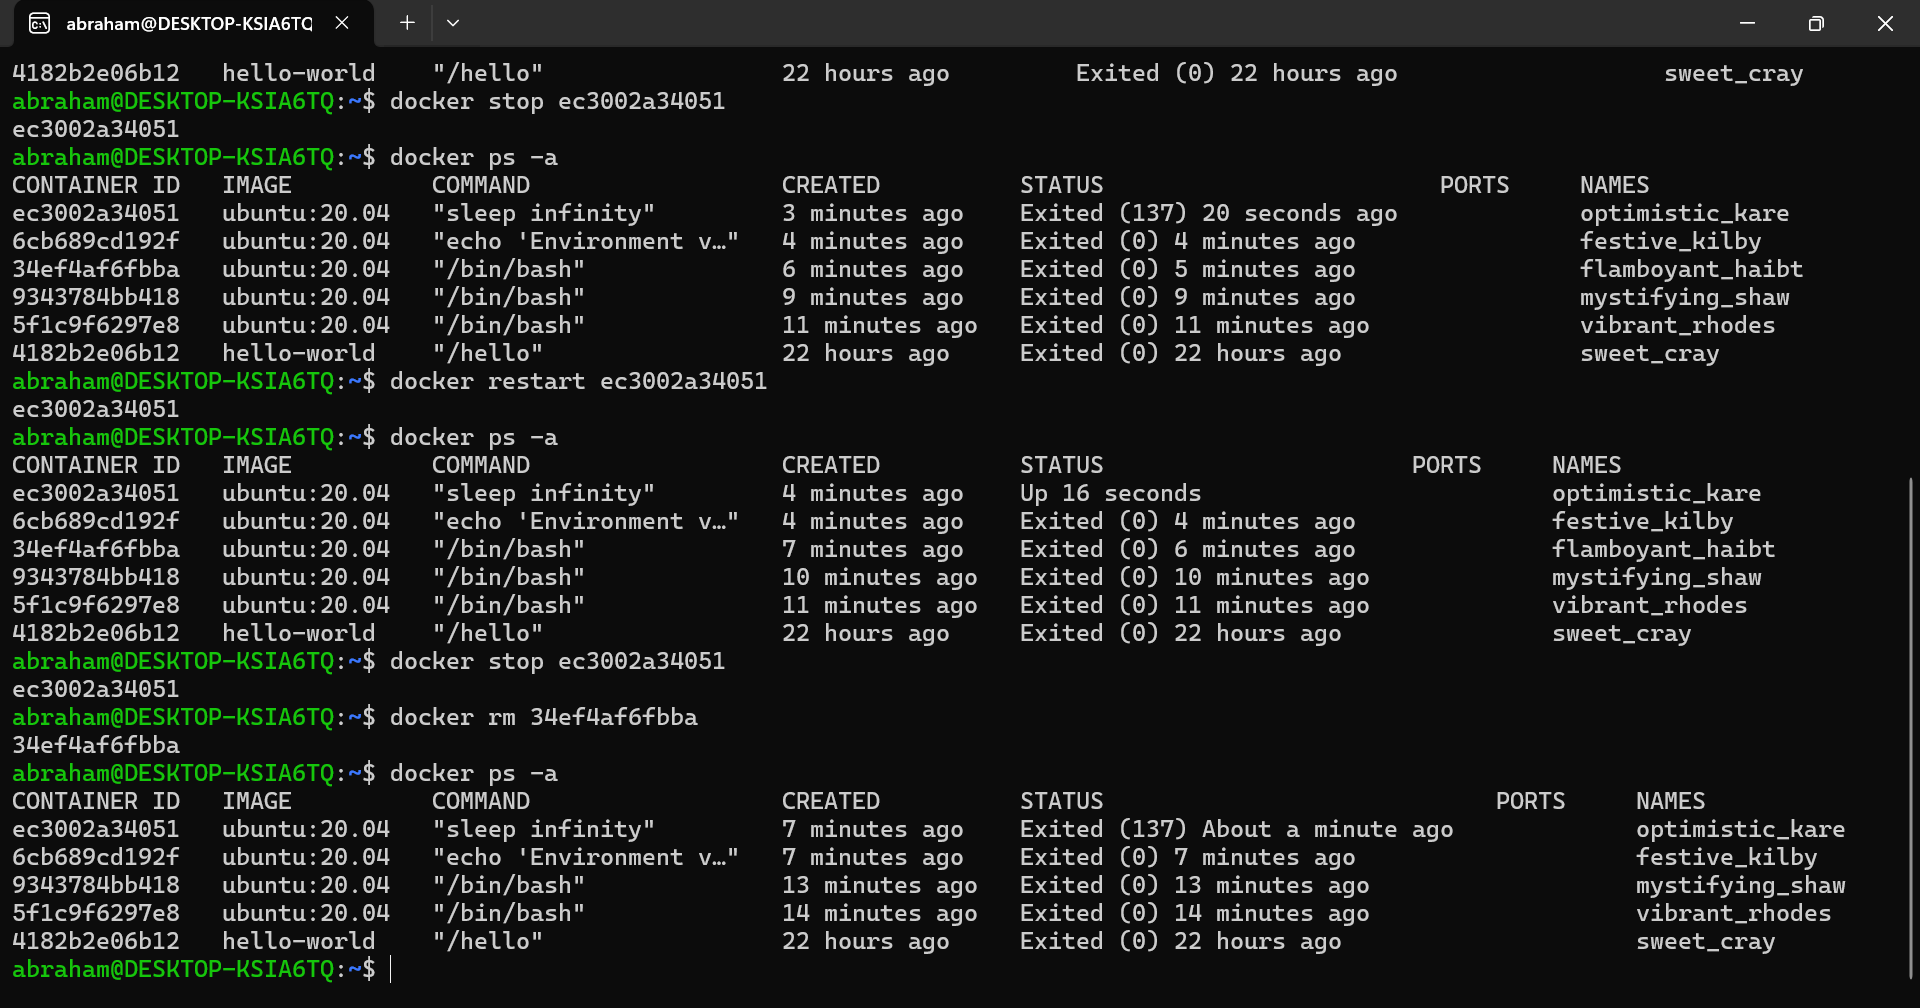 abraham@DESKTOP-KSIA6TQ
4182b2e06b12   hello-world    "/hello"                 22 hours ago         Exited (0) 22 hours ago                   sweet_cray
abraham@DESKTOP-KSIA6TQ:~$ docker stop ec3002a34051
ec3002a34051
abraham@DESKTOP-KSIA6TQ:~$ docker ps -a
CONTAINER ID   IMAGE          COMMAND                  CREATED          STATUS                        PORTS     NAMES
ec3002a34051   ubuntu:20.04   "sleep infinity"         3 minutes ago    Exited (137) 20 seconds ago             optimistic_kare
6cb689cd192f   ubuntu:20.04   "echo 'Environment v…"   4 minutes ago    Exited (0) 4 minutes ago                festive_kilby
34ef4af6fbba   ubuntu:20.04   "/bin/bash"              6 minutes ago    Exited (0) 5 minutes ago                flamboyant_haibt
9343784bb418   ubuntu:20.04   "/bin/bash"              9 minutes ago    Exited (0) 9 minutes ago                mystifying_shaw
5f1c9f6297e8   ubuntu:20.04   "/bin/bash"              11 minutes ago   Exited (0) 11 minutes ago               vibrant_rhodes
4182b2e06b12   hello-world    "/hello"                 22 hours ago     Exited (0) 22 hours ago                 sweet_cray
abraham@DESKTOP-KSIA6TQ:~$ docker restart ec3002a34051
ec3002a34051
abraham@DESKTOP-KSIA6TQ:~$ docker ps -a
CONTAINER ID   IMAGE          COMMAND                  CREATED          STATUS                      PORTS     NAMES
ec3002a34051   ubuntu:20.04   "sleep infinity"         4 minutes ago    Up 16 seconds                         optimistic_kare
6cb689cd192f   ubuntu:20.04   "echo 'Environment v…"   4 minutes ago    Exited (0) 4 minutes ago              festive_kilby
34ef4af6fbba   ubuntu:20.04   "/bin/bash"              7 minutes ago    Exited (0) 6 minutes ago              flamboyant_haibt
9343784bb418   ubuntu:20.04   "/bin/bash"              10 minutes ago   Exited (0) 10 minutes ago             mystifying_shaw
5f1c9f6297e8   ubuntu:20.04   "/bin/bash"              11 minutes ago   Exited (0) 11 minutes ago             vibrant_rhodes
4182b2e06b12   hello-world    "/hello"                 22 hours ago     Exited (0) 22 hours ago               sweet_cray
abraham@DESKTOP-KSIA6TQ:~$ docker stop ec3002a34051
ec3002a34051
abraham@DESKTOP-KSIA6TQ:~$ docker rm 34ef4af6fbba
34ef4af6fbba
abraham@DESKTOP-KSIA6TQ:~$ docker ps -a
CONTAINER ID   IMAGE          COMMAND                  CREATED          STATUS                            PORTS     NAMES
ec3002a34051   ubuntu:20.04   "sleep infinity"         7 minutes ago    Exited (137) About a minute ago             optimistic_kare
6cb689cd192f   ubuntu:20.04   "echo 'Environment v…"   7 minutes ago    Exited (0) 7 minutes ago                    festive_kilby
9343784bb418   ubuntu:20.04   "/bin/bash"              13 minutes ago   Exited (0) 13 minutes ago                   mystifying_shaw
5f1c9f6297e8   ubuntu:20.04   "/bin/bash"              14 minutes ago   Exited (0) 14 minutes ago                   vibrant_rhodes
4182b2e06b12   hello-world    "/hello"                 22 hours ago     Exited (0) 22 hours ago                     sweet_cray
abraham@DESKTOP-KSIA6TQ:~$